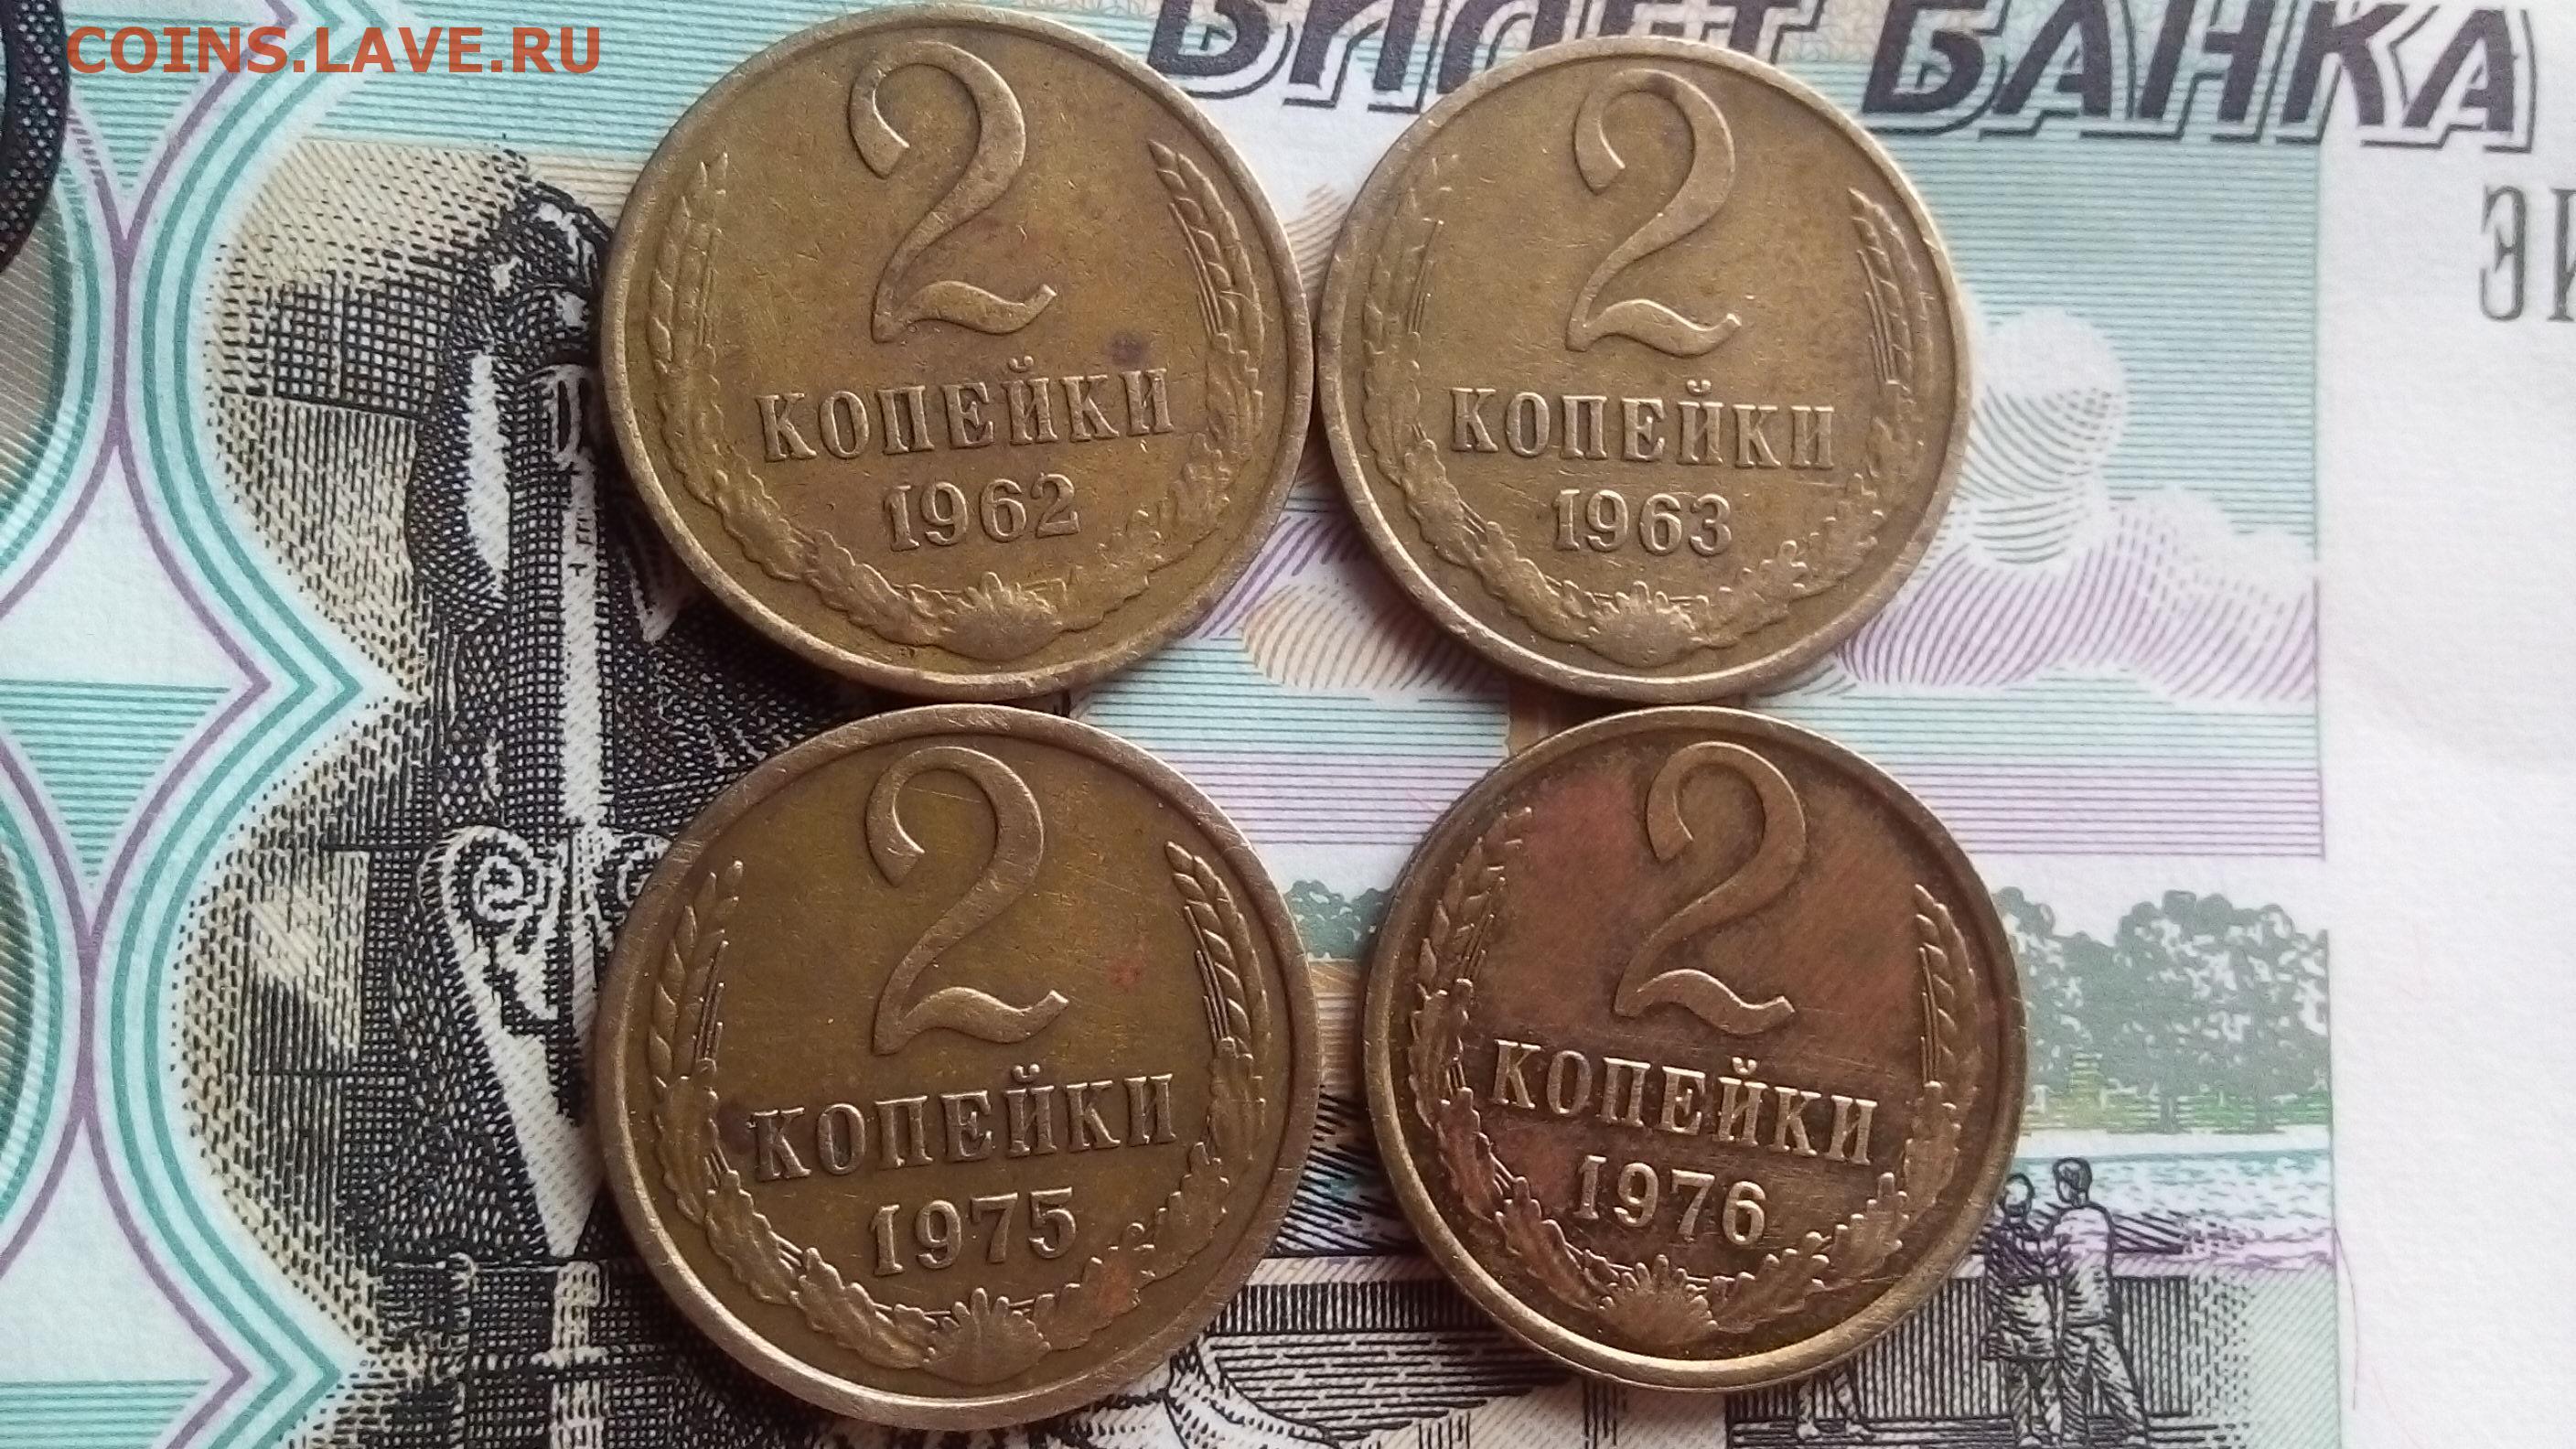 COINS.LAVE.RU
БИЛЕТ БАНКА
2
КОПЕЙКИ
1962
2
КОПЕЙКИ
1963
2
КОПЕЙКИ
1975
2
КОПЕЙКИ
1976